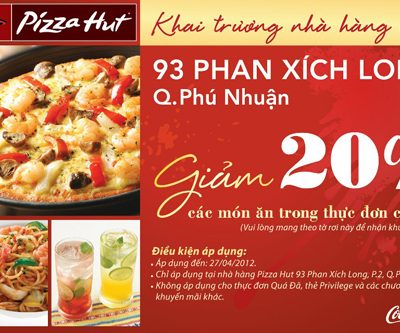 Pizza Hut
Khai trương nhà hàng
93 PHAN XÍCH LON
Q.Phú Nhuận
Giảm 20%
các món ăn trong thực đơn c
(Vui lòng mang theo tờ rơi này để nhận khu
Điều kiện áp dụng:
• Áp dụng đến: 27/04/2012.
• Chỉ áp dụng tại nhà hàng Pizza Hut 93 Phan Xích Long, P.2, Q.P
• Không áp dụng cho thực đơn Quá Đã, thẻ Privilege và các chươ
khuyến mãi khác.